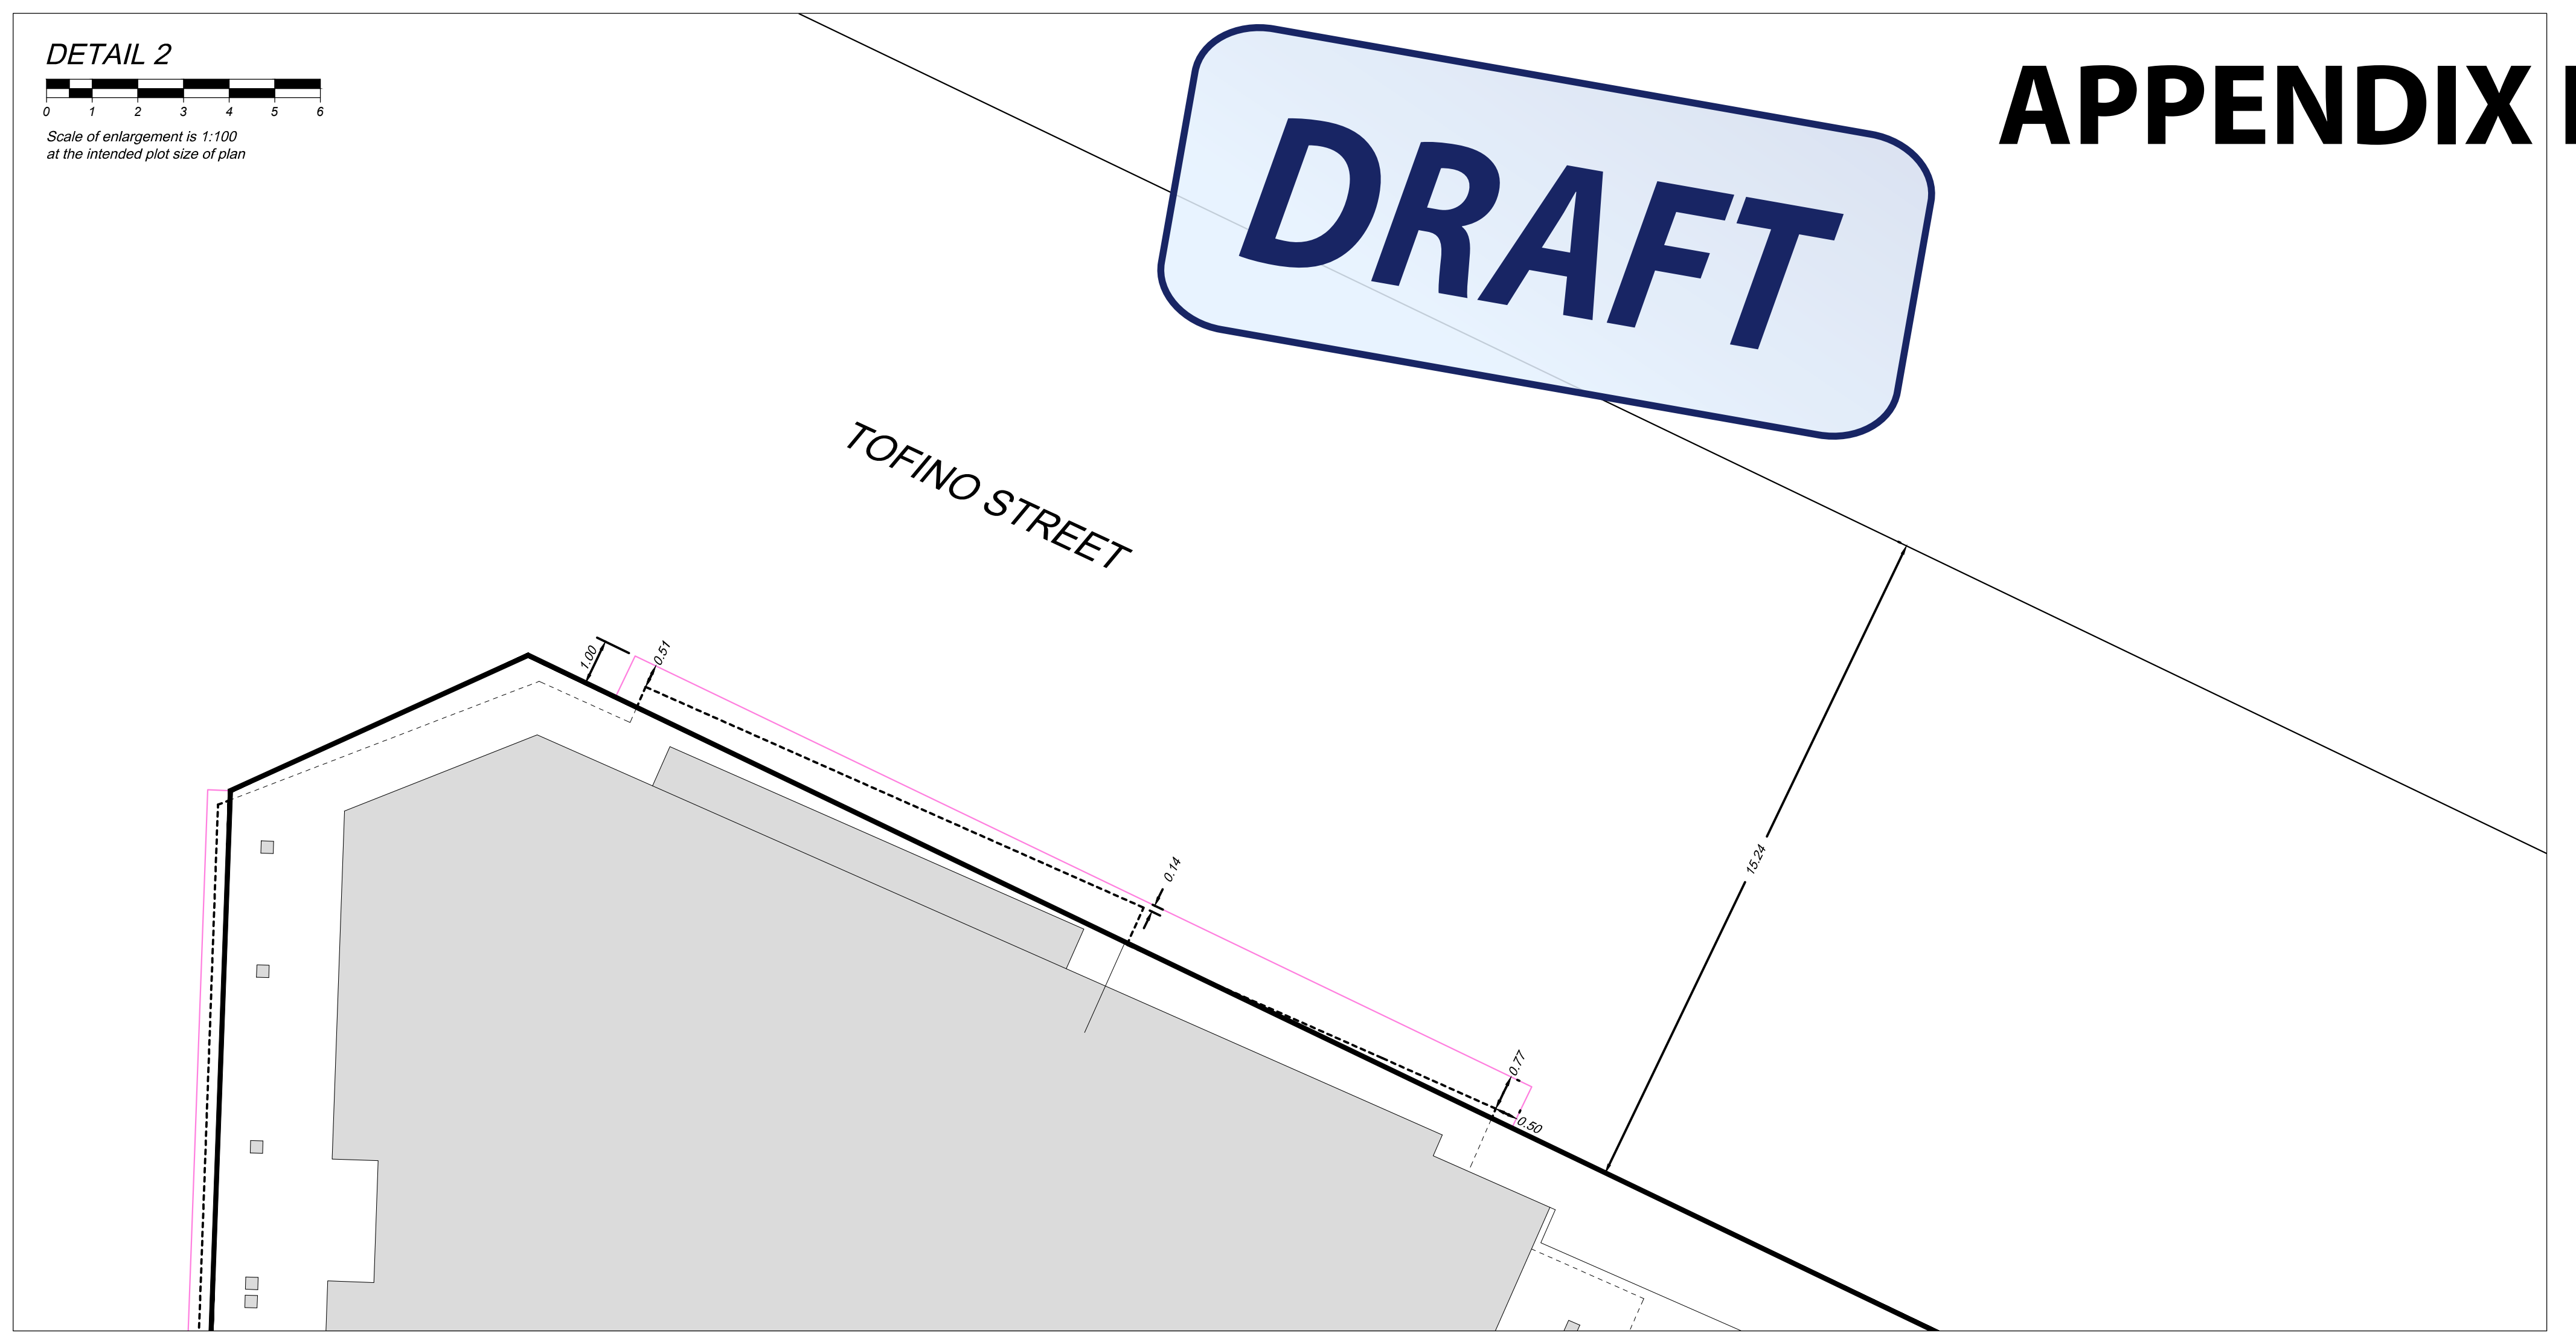 DETAIL 2
0 1 2 3 4 5 6
Scale of enlargement is 1:100
at the intended plot size of plan
DRAFT
APPENDIX
TOFINO STREET
1.00
0.51
0.14
15.24
0.77
0.50